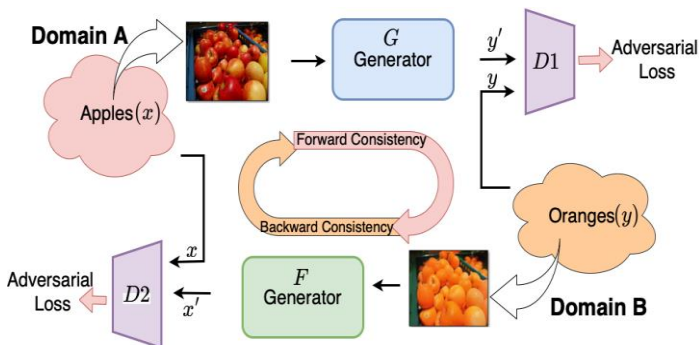 Domain A
Apples(x)
G
Generator
y′
y
D1
Adversarial
Loss
Forward Consistency
Backward Consistency
Oranges(y)
Domain B
x
x′
D2
Adversarial
Loss
F
Generator